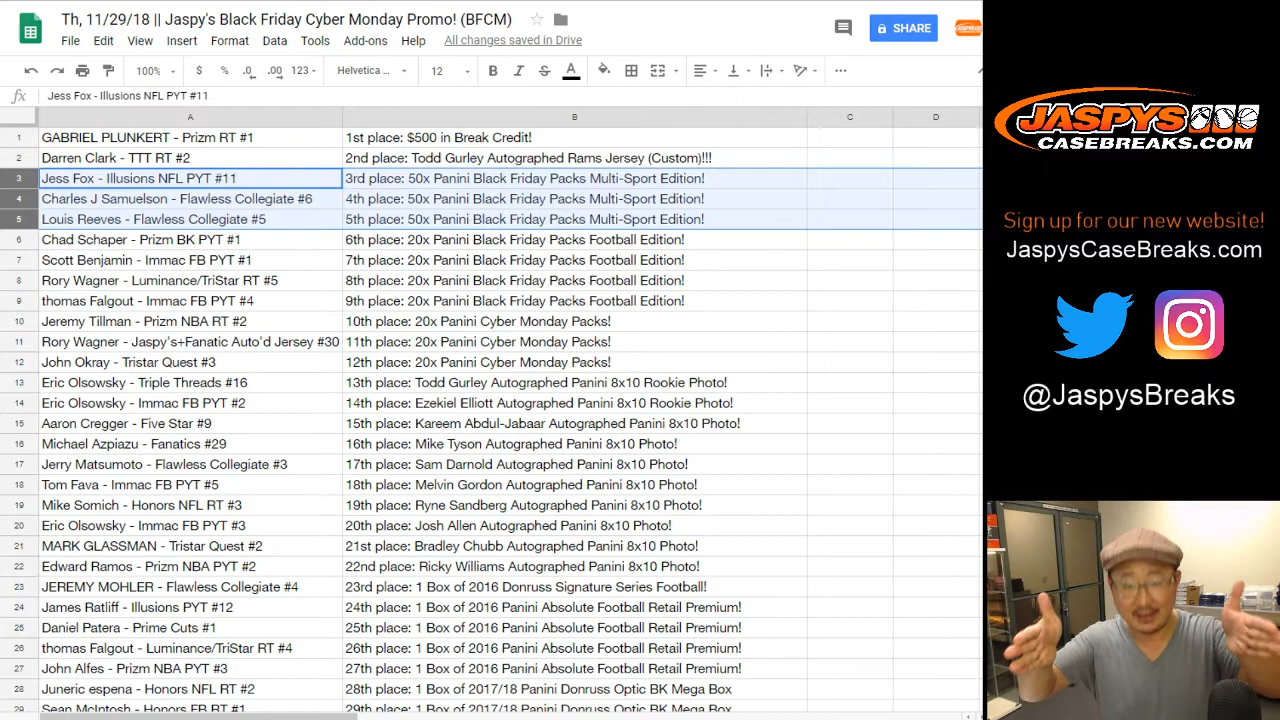 Th, 11/29/18 || Jaspy's Black Friday Cyber Monday Promo! (BFCM)
SHARE
File Edit View Insert Format Data Tools Add-ons Help All changes saved in Drive
100% $ % .0 .00 123 Helvetica ... 12 B I S A
fx Jess Fox - Illusions NFL PYT #11
A B C D
1 GABRIEL PLUNKERT - Prizm RT #1 1st place: $500 in Break Credit!
2 Darren Clark - TTT RT #2 2nd place: Todd Gurley Autographed Rams Jersey (Custom)!!!
3 Jess Fox - Illusions NFL PYT #11 3rd place: 50x Panini Black Friday Packs Multi-Sport Edition!
4 Charles J Samuelson - Flawless Collegiate #6 4th place: 50x Panini Black Friday Packs Multi-Sport Edition!
5 Louis Reeves - Flawless Collegiate #5 5th place: 50x Panini Black Friday Packs Multi-Sport Edition!
6 Chad Schaper - Prizm BK PYT #1 6th place: 20x Panini Black Friday Packs Football Edition!
7 Scott Benjamin - Immac FB PYT #1 7th place: 20x Panini Black Friday Packs Football Edition!
8 Rory Wagner - Luminance/TriStar RT #5 8th place: 20x Panini Black Friday Packs Football Edition!
9 thomas Falgout - Immac FB PYT #4 9th place: 20x Panini Black Friday Packs Football Edition!
10 Jeremy Tillman - Prizm NBA RT #2 10th place: 20x Panini Cyber Monday Packs!
11 Rory Wagner - Jaspy's+Fanatic Auto'd Jersey #30 11th place: 20x Panini Cyber Monday Packs!
12 John Okray - Tristar Quest #3 12th place: 20x Panini Cyber Monday Packs!
13 Eric Olsowsky - Triple Threads #16 13th place: Todd Gurley Autographed Panini 8x10 Rookie Photo!
14 Eric Olsowsky - Immac FB PYT #2 14th place: Ezekiel Elliott Autographed Panini 8x10 Rookie Photo!
15 Aaron Cregger - Five Star #9 15th place: Kareem Abdul-Jabaar Autographed Panini 8x10 Photo!
16 Michael Azpiazu - Fanatics #29 16th place: Mike Tyson Autographed Panini 8x10 Photo!
17 Jerry Matsumoto - Flawless Collegiate #3 17th place: Sam Darnold Autographed Panini 8x10 Photo!
18 Tom Fava - Immac FB PYT #5 18th place: Melvin Gordon Autographed Panini 8x10 Photo!
19 Mike Somich - Honors NFL RT #3 19th place: Ryne Sandberg Autographed Panini 8x10 Photo!
20 Eric Olsowsky - Immac FB PYT #3 20th place: Josh Allen Autographed Panini 8x10 Photo!
21 MARK GLASSMAN - Tristar Quest #2 21st place: Bradley Chubb Autographed Panini 8x10 Photo!
22 Edward Ramos - Prizm NBA PYT #2 22nd place: Ricky Williams Autographed Panini 8x10 Photo!
23 JEREMY MOHLER - Flawless Collegiate #4 23rd place: 1 Box of 2016 Donruss Signature Series Football!
24 James Ratliff - Illusions PYT #12 24th place: 1 Box of 2016 Panini Absolute Football Retail Premium!
25 Daniel Patera - Prime Cuts #1 25th place: 1 Box of 2016 Panini Absolute Football Retail Premium!
26 thomas Falgout - Luminance/TriStar RT #4 26th place: 1 Box of 2016 Panini Absolute Football Retail Premium!
27 John Alfes - Prizm NBA PYT #3 27th place: 1 Box of 2016 Panini Absolute Football Retail Premium!
28 Juneric espena - Honors NFL RT #2 28th place: 1 Box of 2017/18 Panini Donruss Optic BK Mega Box
29 Sean McIntosh - Honors FB RT #1 29th place: 1 Box of 2017/18 Panini Donruss Optic BK Mega Box
JASPYS
CASEBREAKS.COM
Sign up for our new website!
JaspysCaseBreaks.com
@JaspysBreaks